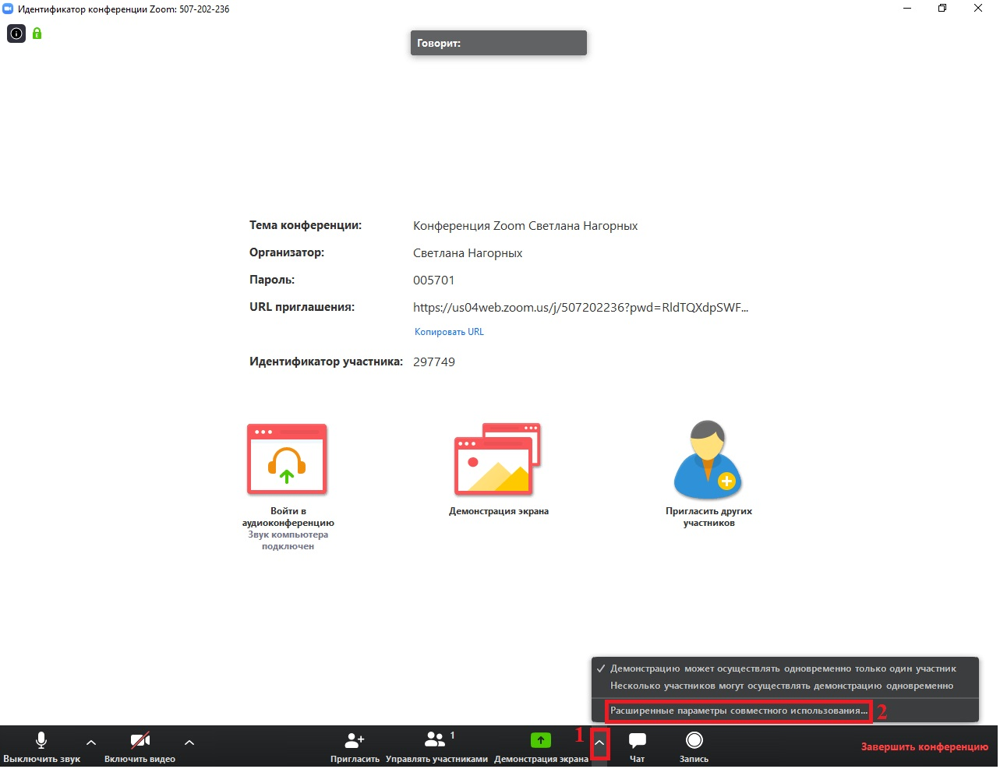 Идентификатор конференции Zoom: 507-202-236
Говорит:
Тема конференции: Конференция Zoom Светлана Нагорных
Организатор: Светлана Нагорных
Пароль: 005701
URL приглашения: https://us04web.zoom.us/j/507202236?pwd=RldTQXdpSWF...
Копировать URL
Идентификатор участника: 297749
Войти в
аудиоконференцию
Звук компьютера
подключен
Демонстрация экрана
Пригласить других
участников
Демонстрацию может осуществлять одновременно только один участник
Несколько участников могут осуществлять демонстрацию одновременно
Расширенные параметры совместного использования... 2
1
Выключить звук
Включить видео
Пригласить
1
Управлять участниками
Демонстрация экрана
Чат
Запись
Завершить конференцию